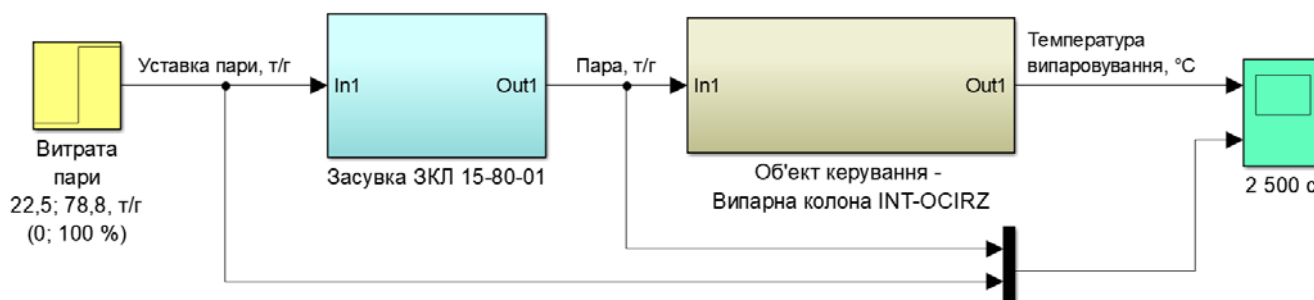 Уставка пари, т/г
In1
Out1
Пара, т/г
In1
Out1
Температура
випаровування, °C
Витрата
пари
22,5; 78,8, т/г
(0; 100 %)
Засувка ЗКЛ 15-80-01
Об'ект керування -
Випарна колона INT-OCIRZ
2 500 с